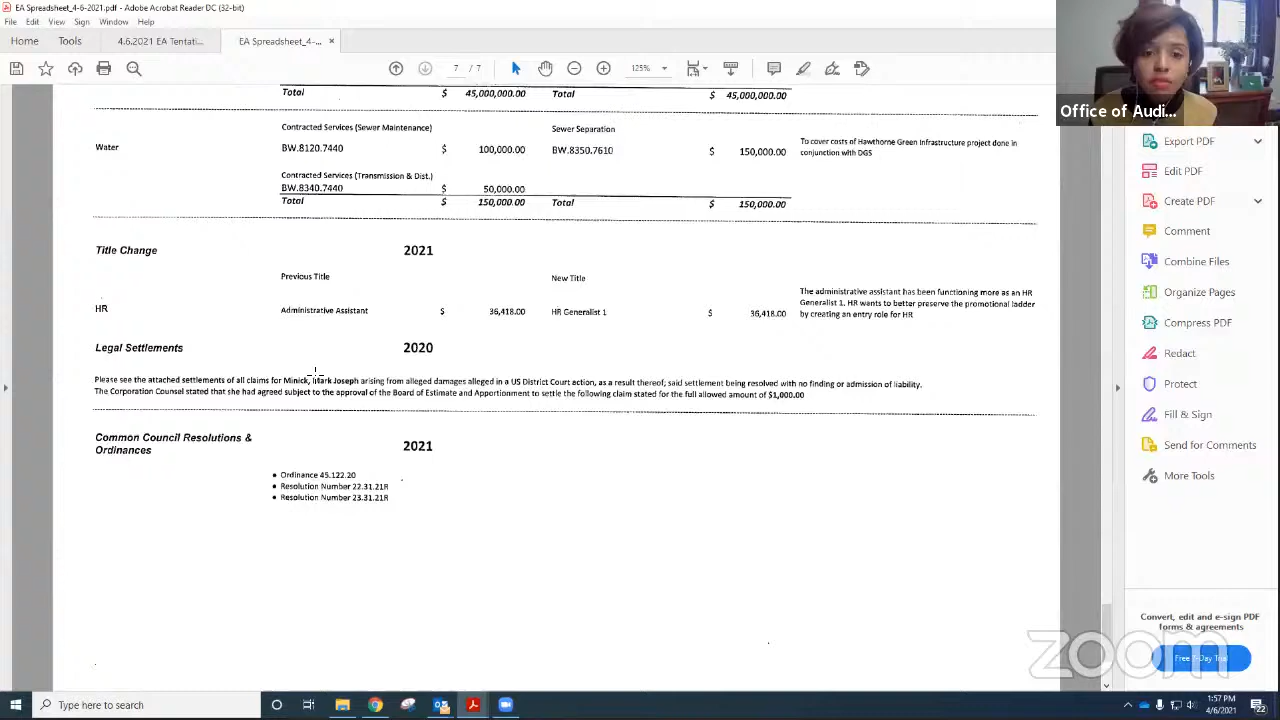 EA Spreadsheet_4-6-2021.pdf - Adobe Acrobat Reader DC (32-bit)
File Edit View Sign Window Help
Home Tools 4.6.2021 EA Counsel... EA Spreadsheet_4-... ×
7 / 7 125%
Total $ 45,000,000.00 Total $ 45,000,000.00
Contracted Services (Sewer Maintenance) Sewer Separation
Water BW.8120.7440 $ 100,000.00 BW.8350.7610 $ 150,000.00 To cover costs of Hawthorne Green Infrastructure project done in
conjunction with DGS
Contracted Services (Transmission & Dist.)
BW.8340.7440 $ 50,000.00
Total $ 150,000.00 Total $ 150,000.00
Title Change 2021
Previous Title New Title
HR Administrative Assistant $ 36,418.00 HR Generalist 1 $ 36,418.00 The administrative assistant has been functioning more as an HR
Generalist 1. HR wants to better preserve the promotional ladder
by creating an entry role for HR
Legal Settlements 2020
Please see the attached settlements of all claims for Minick, Mark Joseph arising from alleged damages alleged in a US District Court action, as a result thereof; said settlement being resolved with no finding or admission of liability.
The Corporation Counsel stated that she had agreed subject to the approval of the Board of Estimate and Apportionment to settle the following claim stated for the full allowed amount of $1,000.00
Common Council Resolutions & 2021
Ordinances
• Ordinance 45.122.20
• Resolution Number 22.31.21R
• Resolution Number 23.31.21R
Office of Audi...
Export PDF
Edit PDF
Create PDF
Comment
Combine Files
Organize Pages
Compress PDF
Redact
Protect
Fill & Sign
Send for Comments
More Tools
Convert, edit and e-sign PDF
forms & agreements
Free 7-Day Trial
zoom
Type here to search
1:57 PM
4/6/2021